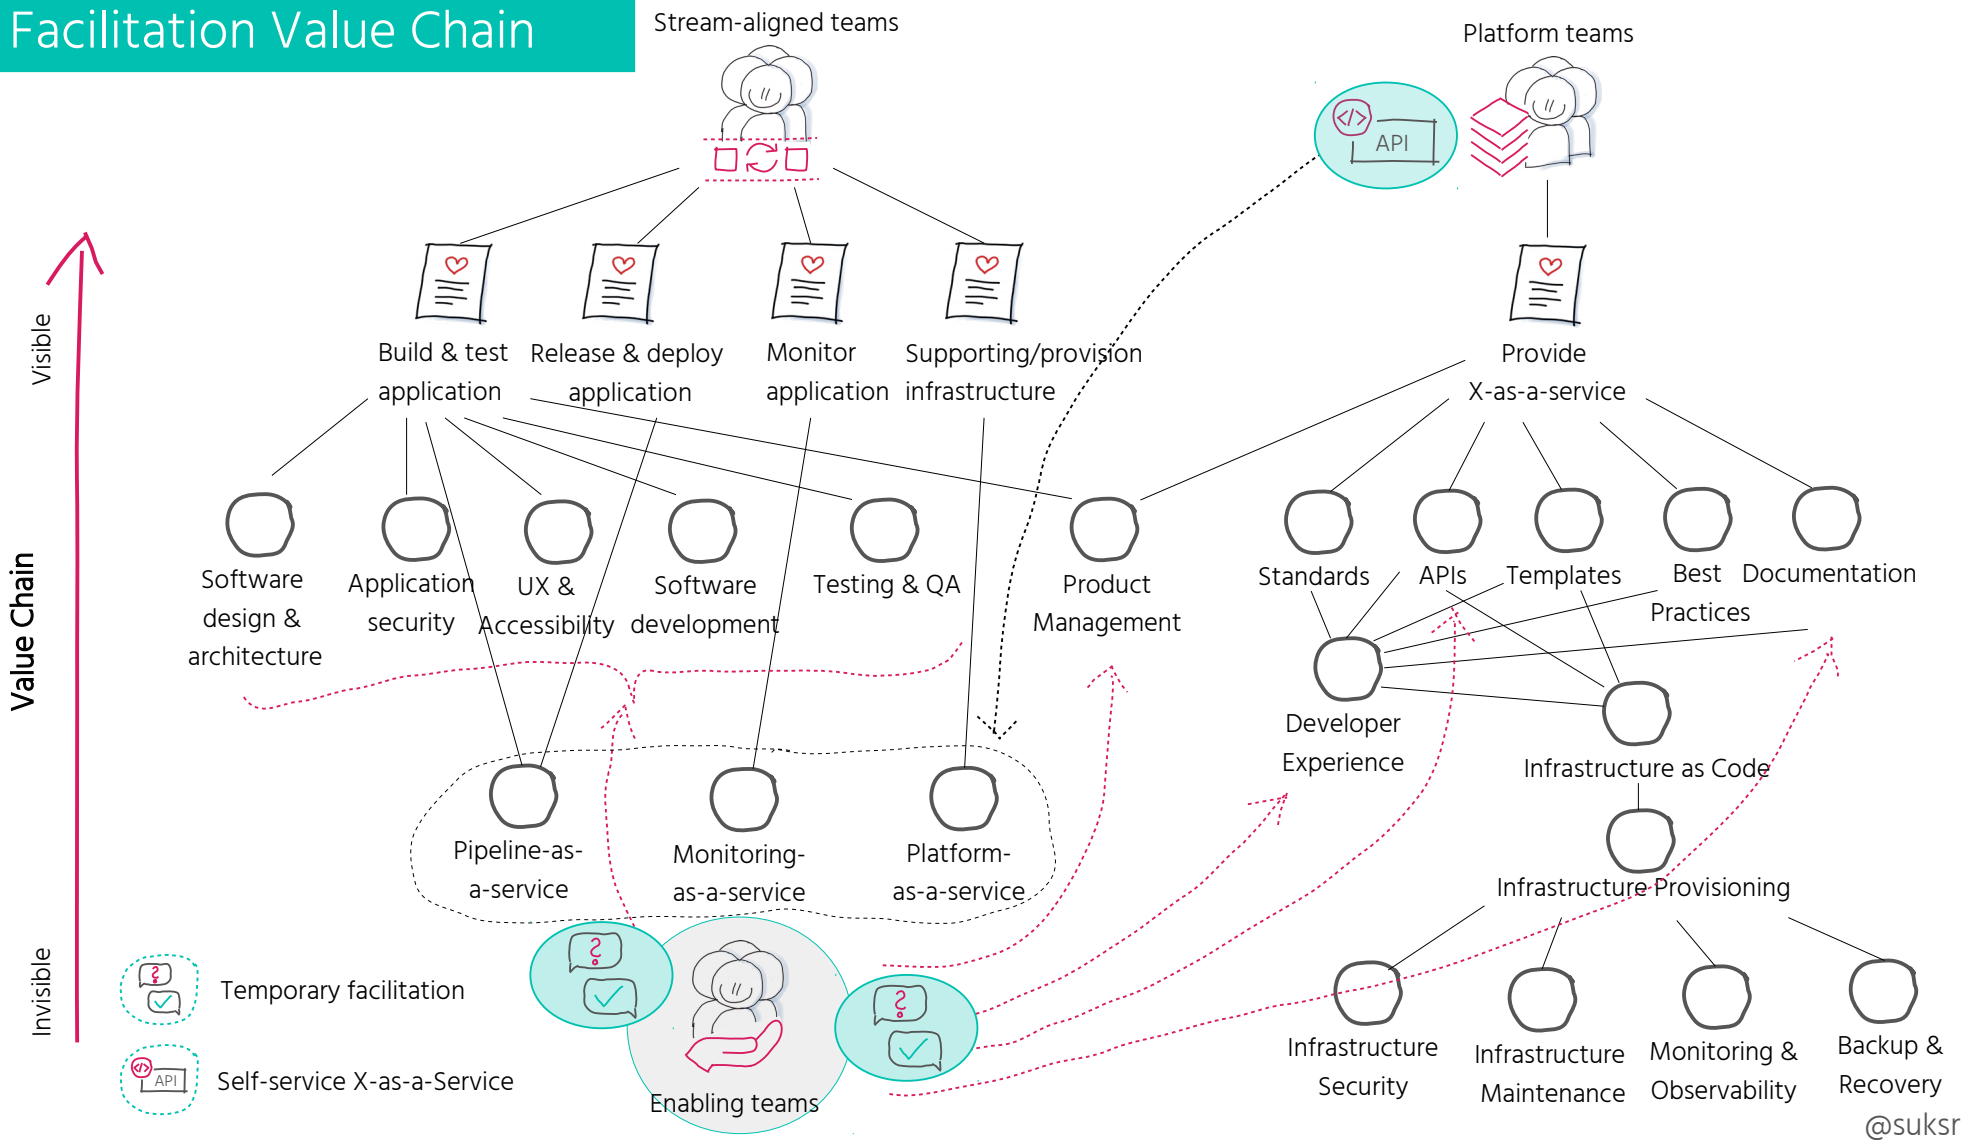 Facilitation Value Chain
Stream-aligned teams
Platform teams
</>
API
Visible
Value Chain
Invisible
Build & test
application
Release & deploy
application
Monitor
application
Supporting/provision
infrastructure
Provide
X-as-a-service
Software
design &
architecture
Application
security
UX &
Accessibility
Software
development
Testing & QA
Product
Management
Standards
APIs
Templates
Best
Practices
Documentation
Developer
Experience
Infrastructure as Code
Pipeline-as-
a-service
Monitoring-
as-a-service
Platform-
as-a-service
Infrastructure Provisioning
?
?
?
Temporary facilitation
</>
API
Self-service X-as-a-Service
Enabling teams
Infrastructure
Security
Infrastructure
Maintenance
Monitoring &
Observability
Backup &
Recovery
@suksr